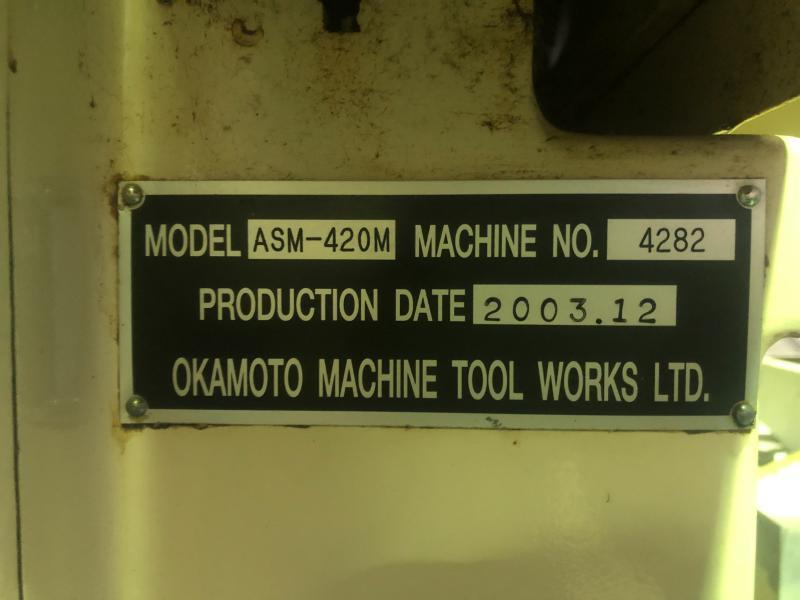 MODEL ASM-420M MACHINE NO. 4282
PRODUCTION DATE 2003.12
OKAMOTO MACHINE TOOL WORKS LTD.